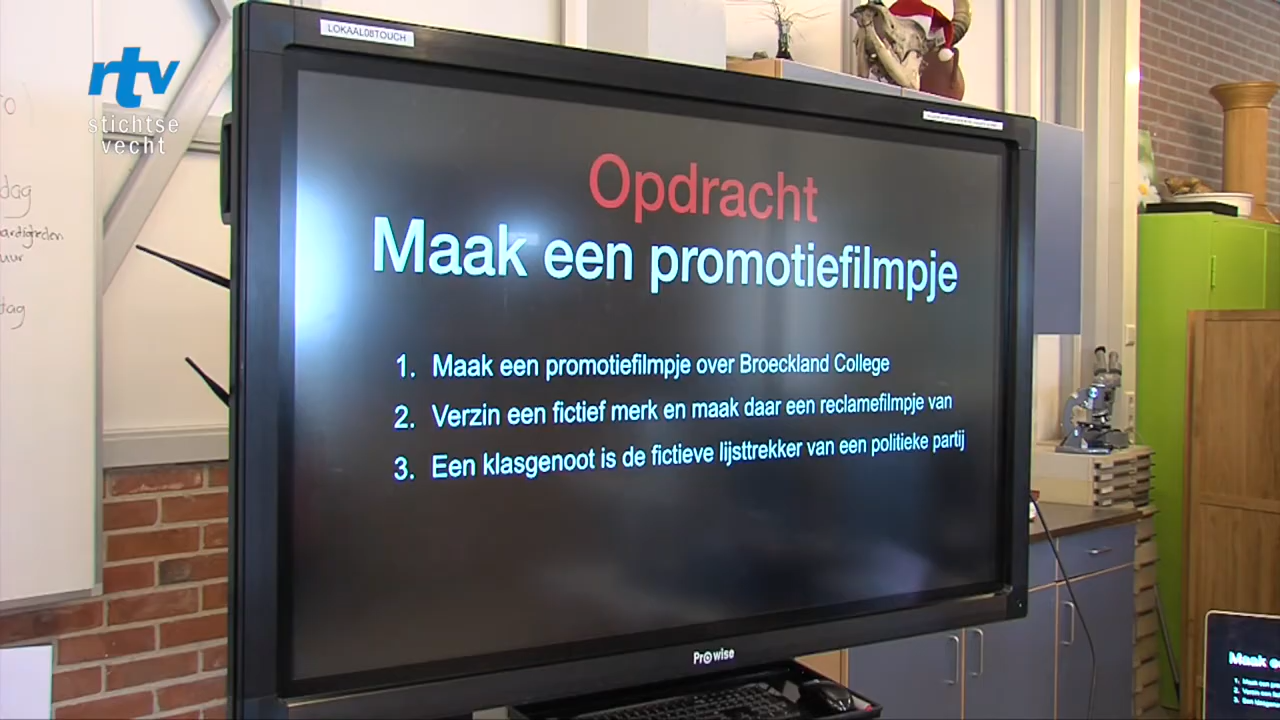 LOKAAL08TOUCH
rtv
stichtse
vecht
dag
uur
Opdracht
Maak een promotiefilmpje
1. Maak een promotiefilmpje over Broeckland College
2. Verzin een fictief merk en maak daar een reclamefilmpje van
3. Een klasgenoot is de fictieve lijsttrekker van een politieke partij
Prowise